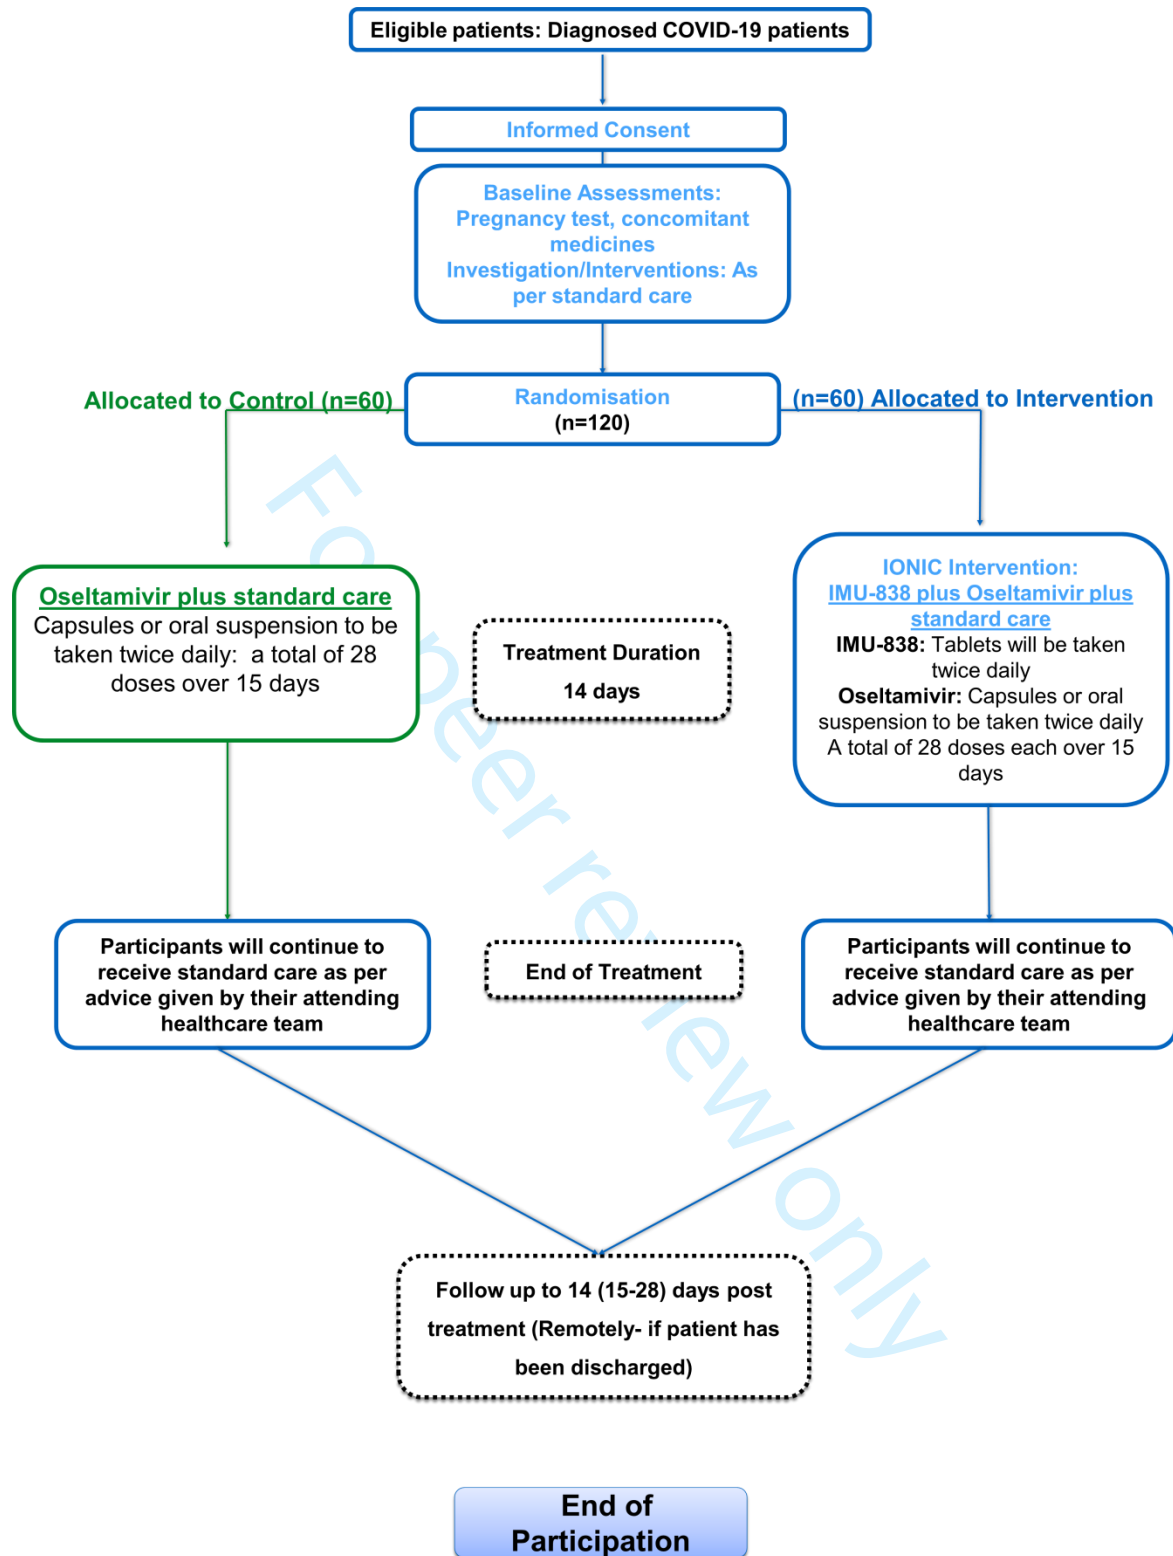 Eligible patients: Diagnosed COVID-19 patients
Informed Consent
Baseline Assessments:
Pregnancy test, concomitant
medicines
Investigation/Interventions: As
per standard care
Allocated to Control (n=60)
Randomisation
(n=120)
(n=60) Allocated to Intervention
Oseltamivir plus standard care
Capsules or oral suspension to be
taken twice daily: a total of 28
doses over 15 days
Treatment Duration
14 days
IONIC Intervention:
IMU-838 plus Oseltamivir plus
standard care
IMU-838: Tablets will be taken
twice daily
Oseltamivir: Capsules or oral
suspension to be taken twice daily
A total of 28 doses each over 15
days
Participants will continue to
receive standard care as per
advice given by their attending
healthcare team
End of Treatment
Participants will continue to
receive standard care as per
advice given by their attending
healthcare team
Follow up to 14 (15-28) days post
treatment (Remotely- if patient has
been discharged)
End of
Participation
For peer review only